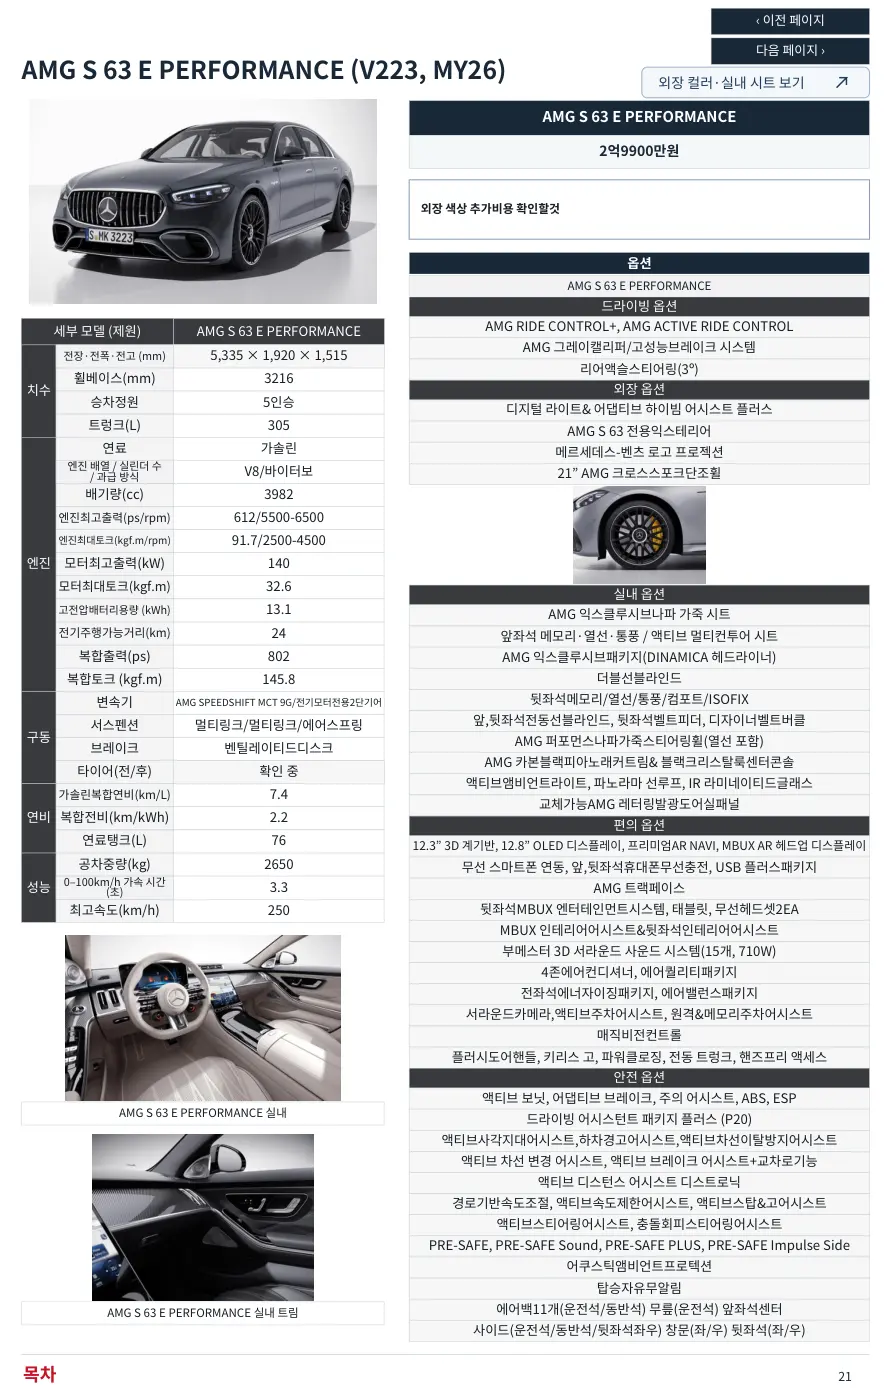 ‹ 이전 페이지
다음 페이지 ›
AMG S 63 E PERFORMANCE (V223, MY26)
외장 컬러·실내 시트 보기
S MK 3223
세부 모델 (제원) AMG S 63 E PERFORMANCE
치수
전장·전폭·전고 (mm) 5,335 × 1,920 × 1,515
휠베이스(mm) 3216
승차정원 5인승
트렁크(L) 305
엔진
연료 가솔린
엔진 배열 / 실린더 수
/ 과급 방식 V8/바이터보
배기량(cc) 3982
엔진최고출력(ps/rpm) 612/5500-6500
엔진최대토크(kgf.m/rpm) 91.7/2500-4500
모터최고출력(kW) 140
모터최대토크(kgf.m) 32.6
고전압배터리용량 (kWh) 13.1
전기주행가능거리(km) 24
복합출력(ps) 802
복합토크 (kgf.m) 145.8
구동
변속기 AMG SPEEDSHIFT MCT 9G/전기모터전용2단기어
서스펜션 멀티링크/멀티링크/에어스프링
브레이크 벤틸레이티드디스크
타이어(전/후) 확인 중
연비
가솔린복합연비(km/L) 7.4
복합전비(km/kWh) 2.2
연료탱크(L) 76
성능
공차중량(kg) 2650
0–100km/h 가속 시간
(초) 3.3
최고속도(km/h) 250
AMG S 63 E PERFORMANCE 실내
AMG S 63 E PERFORMANCE 실내 트림
AMG S 63 E PERFORMANCE
2억9900만원
외장 색상 추가비용 확인할것
옵션
AMG S 63 E PERFORMANCE
드라이빙 옵션
AMG RIDE CONTROL+, AMG ACTIVE RIDE CONTROL
AMG 그레이캘리퍼/고성능브레이크 시스템
리어액슬스티어링(3º)
외장 옵션
디지털 라이트& 어댑티브 하이빔 어시스트 플러스
AMG S 63 전용익스테리어
메르세데스-벤츠 로고 프로젝션
21” AMG 크로스스포크단조휠
실내 옵션
AMG 익스클루시브나파 가죽 시트
앞좌석 메모리·열선·통풍 / 액티브 멀티컨투어 시트
AMG 익스클루시브패키지(DINAMICA 헤드라이너)
더블선블라인드
뒷좌석메모리/열선/통풍/컴포트/ISOFIX
앞,뒷좌석전동선블라인드, 뒷좌석벨트피더, 디자이너벨트버클
AMG 퍼포먼스나파가죽스티어링휠(열선 포함)
AMG 카본블랙피아노래커트림& 블랙크리스탈룩센터콘솔
액티브앰비언트라이트, 파노라마 선루프, IR 라미네이티드글래스
교체가능AMG 레터링발광도어실패널
편의 옵션
12.3” 3D 계기반, 12.8” OLED 디스플레이, 프리미엄AR NAVI, MBUX AR 헤드업 디스플레이
무선 스마트폰 연동, 앞,뒷좌석휴대폰무선충전, USB 플러스패키지
AMG 트랙페이스
뒷좌석MBUX 엔터테인먼트시스템, 태블릿, 무선헤드셋2EA
MBUX 인테리어어시스트&뒷좌석인테리어어시스트
부메스터 3D 서라운드 사운드 시스템(15개, 710W)
4존에어컨디셔너, 에어퀄리티패키지
전좌석에너자이징패키지, 에어밸런스패키지
서라운드카메라,액티브주차어시스트, 원격&메모리주차어시스트
매직비전컨트롤
플러시도어핸들, 키리스 고, 파워클로징, 전동 트렁크, 핸즈프리 액세스
안전 옵션
액티브 보닛, 어댑티브 브레이크, 주의 어시스트, ABS, ESP
드라이빙 어시스턴트 패키지 플러스 (P20)
액티브사각지대어시스트,하차경고어시스트,액티브차선이탈방지어시스트
액티브 차선 변경 어시스트, 액티브 브레이크 어시스트+교차로기능
액티브 디스턴스 어시스트 디스트로닉
경로기반속도조절, 액티브속도제한어시스트, 액티브스탑&고어시스트
액티브스티어링어시스트, 충돌회피스티어링어시스트
PRE-SAFE, PRE-SAFE Sound, PRE-SAFE PLUS, PRE-SAFE Impulse Side
어쿠스틱앰비언트프로텍션
탑승자유무알림
에어백11개(운전석/동반석) 무릎(운전석) 앞좌석센터
사이드(운전석/동반석/뒷좌석좌우) 창문(좌/우) 뒷좌석(좌/우)
목차
21